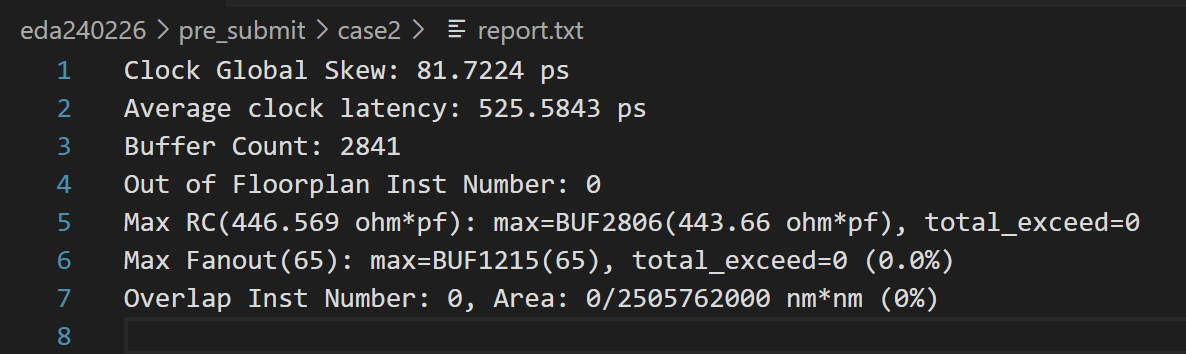 eda240226 > pre_submit > case2 > report.txt
1 Clock Global Skew: 81.7224 ps
2 Average clock latency: 525.5843 ps
3 Buffer Count: 2841
4 Out of Floorplan Inst Number: 0
5 Max RC(446.569 ohm*pf): max=BUF2806(443.66 ohm*pf), total_exceed=0
6 Max Fanout(65): max=BUF1215(65), total_exceed=0 (0.0%)
7 Overlap Inst Number: 0, Area: 0/2505762000 nm*nm (0%)
8